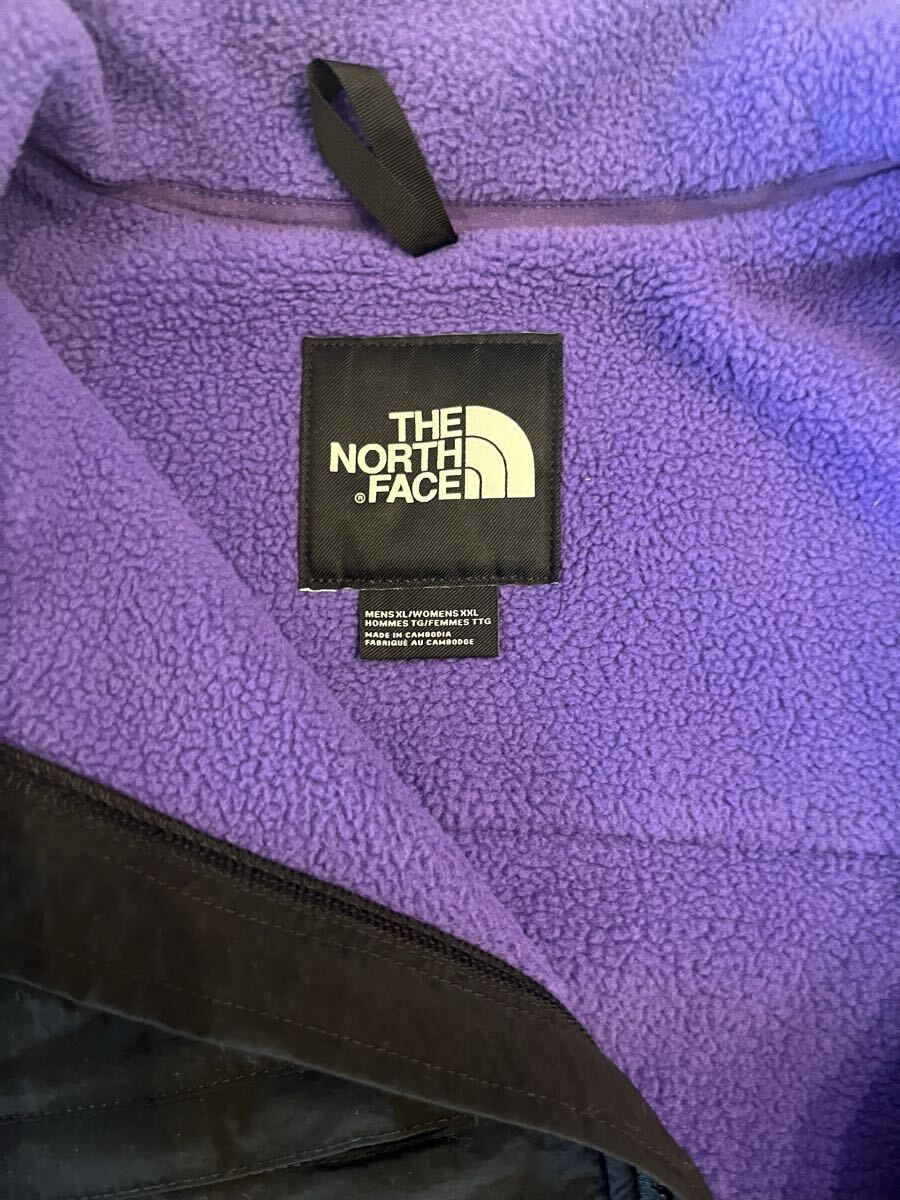 THE
NORTH
® FACE
MENS XL/WOMENS XXL
HOMMES TG/FEMMES TTG
MADE IN CAMBODIA
FABRIQUÉ AU CAMBODGE